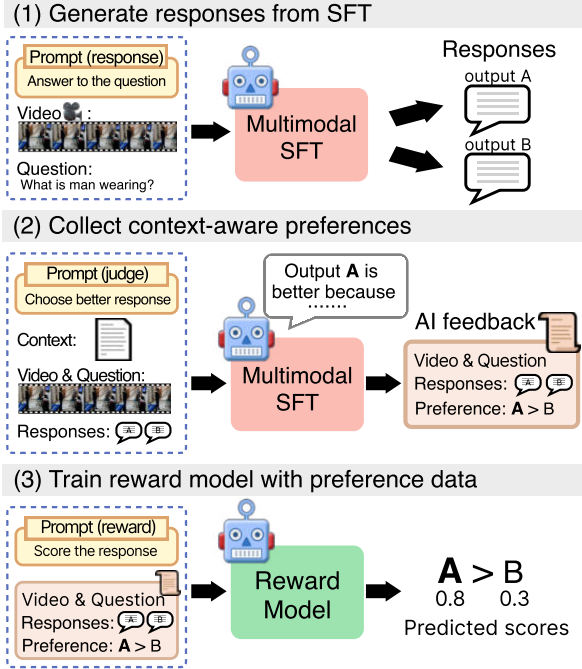 (1) Generate responses from SFT
Prompt (response)
Answer to the question
Video :
Question:
What is man wearing?
Multimodal
SFT
Responses
output A
output B
(2) Collect context-aware preferences
Prompt (judge)
Choose better response
Context:
Video & Question:
Responses: A B
Output A is
better because
.......
Multimodal
SFT
AI feedback
Video & Question
Responses: A B
Preference: A > B
(3) Train reward model with preference data
Prompt (reward)
Score the response
Video & Question
Responses: A B
Preference: A > B
Reward
Model
A > B
0.8 0.3
Predicted scores